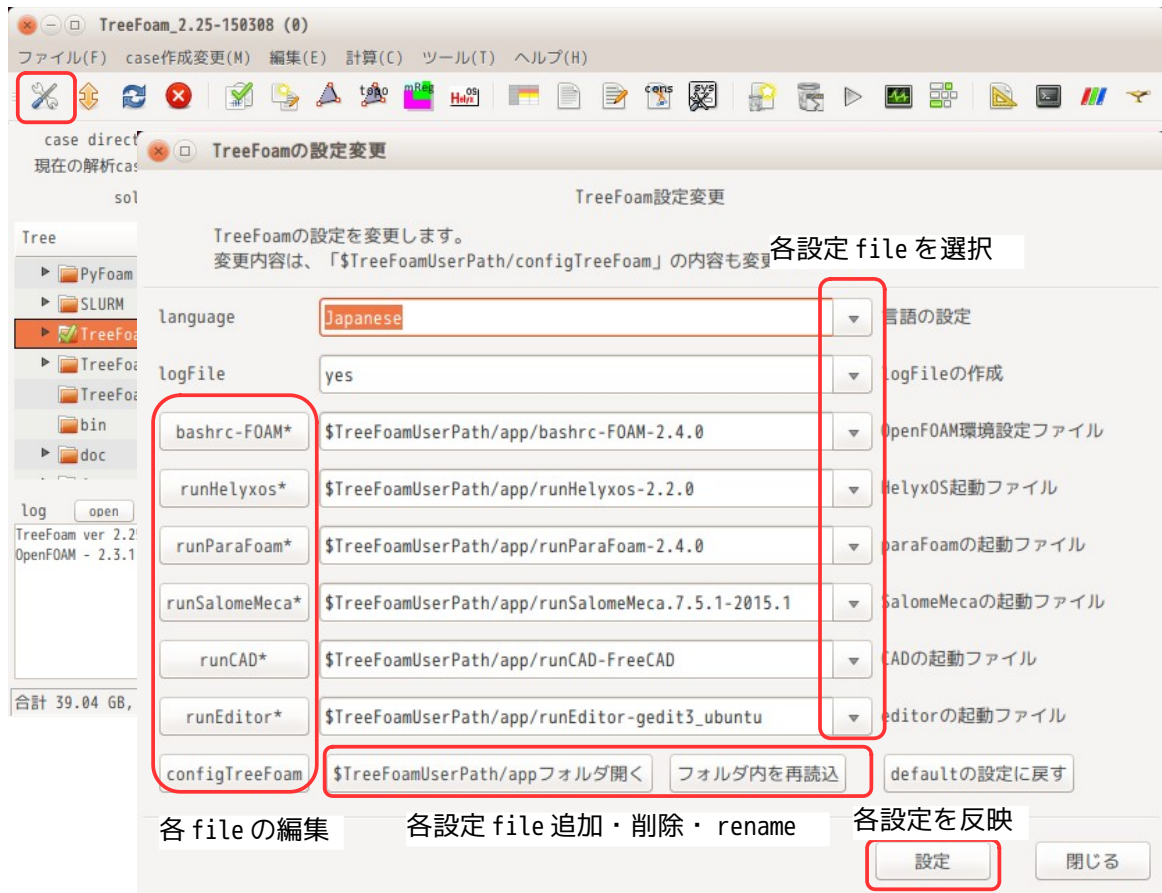 TreeFoam_2.25-150308 (0)
ファイル(F) case作成変更(M) 編集(E) 計算(C) ツール(T) ヘルプ(H)
topo mReg OS Helyx cons SYS
case direct
現在の解析cas
sol
TreeFoamの設定変更
TreeFoam設定変更
TreeFoamの設定を変更します。
変更内容は、「$TreeFoamUserPath/configTreeFoam」の内容も変更
各設定 file を選択
Tree
PyFoam
SLURM
TreeFoa
TreeFoa
TreeFoa
bin
doc
log open
TreeFoam ver 2.25
OpenFOAM - 2.3.1
合計 39.04 GB,
language Japanese 言語の設定
logFile yes logFileの作成
bashrc-FOAM* $TreeFoamUserPath/app/bashrc-FOAM-2.4.0 OpenFOAM環境設定ファイル
runHelyxos* $TreeFoamUserPath/app/runHelyxos-2.2.0 HelyxOS起動ファイル
runParaFoam* $TreeFoamUserPath/app/runParaFoam-2.4.0 paraFoamの起動ファイル
runSalomeMeca* $TreeFoamUserPath/app/runSalomeMeca.7.5.1-2015.1 SalomeMecaの起動ファイル
runCAD* $TreeFoamUserPath/app/runCAD-FreeCAD CADの起動ファイル
runEditor* $TreeFoamUserPath/app/runEditor-gedit3_ubuntu editorの起動ファイル
configTreeFoam $TreeFoamUserPath/appフォルダ開く フォルダ内を再読込 defaultの設定に戻す
各 file の編集 各設定 file 追加・削除・ rename 各設定を反映
設定 閉じる